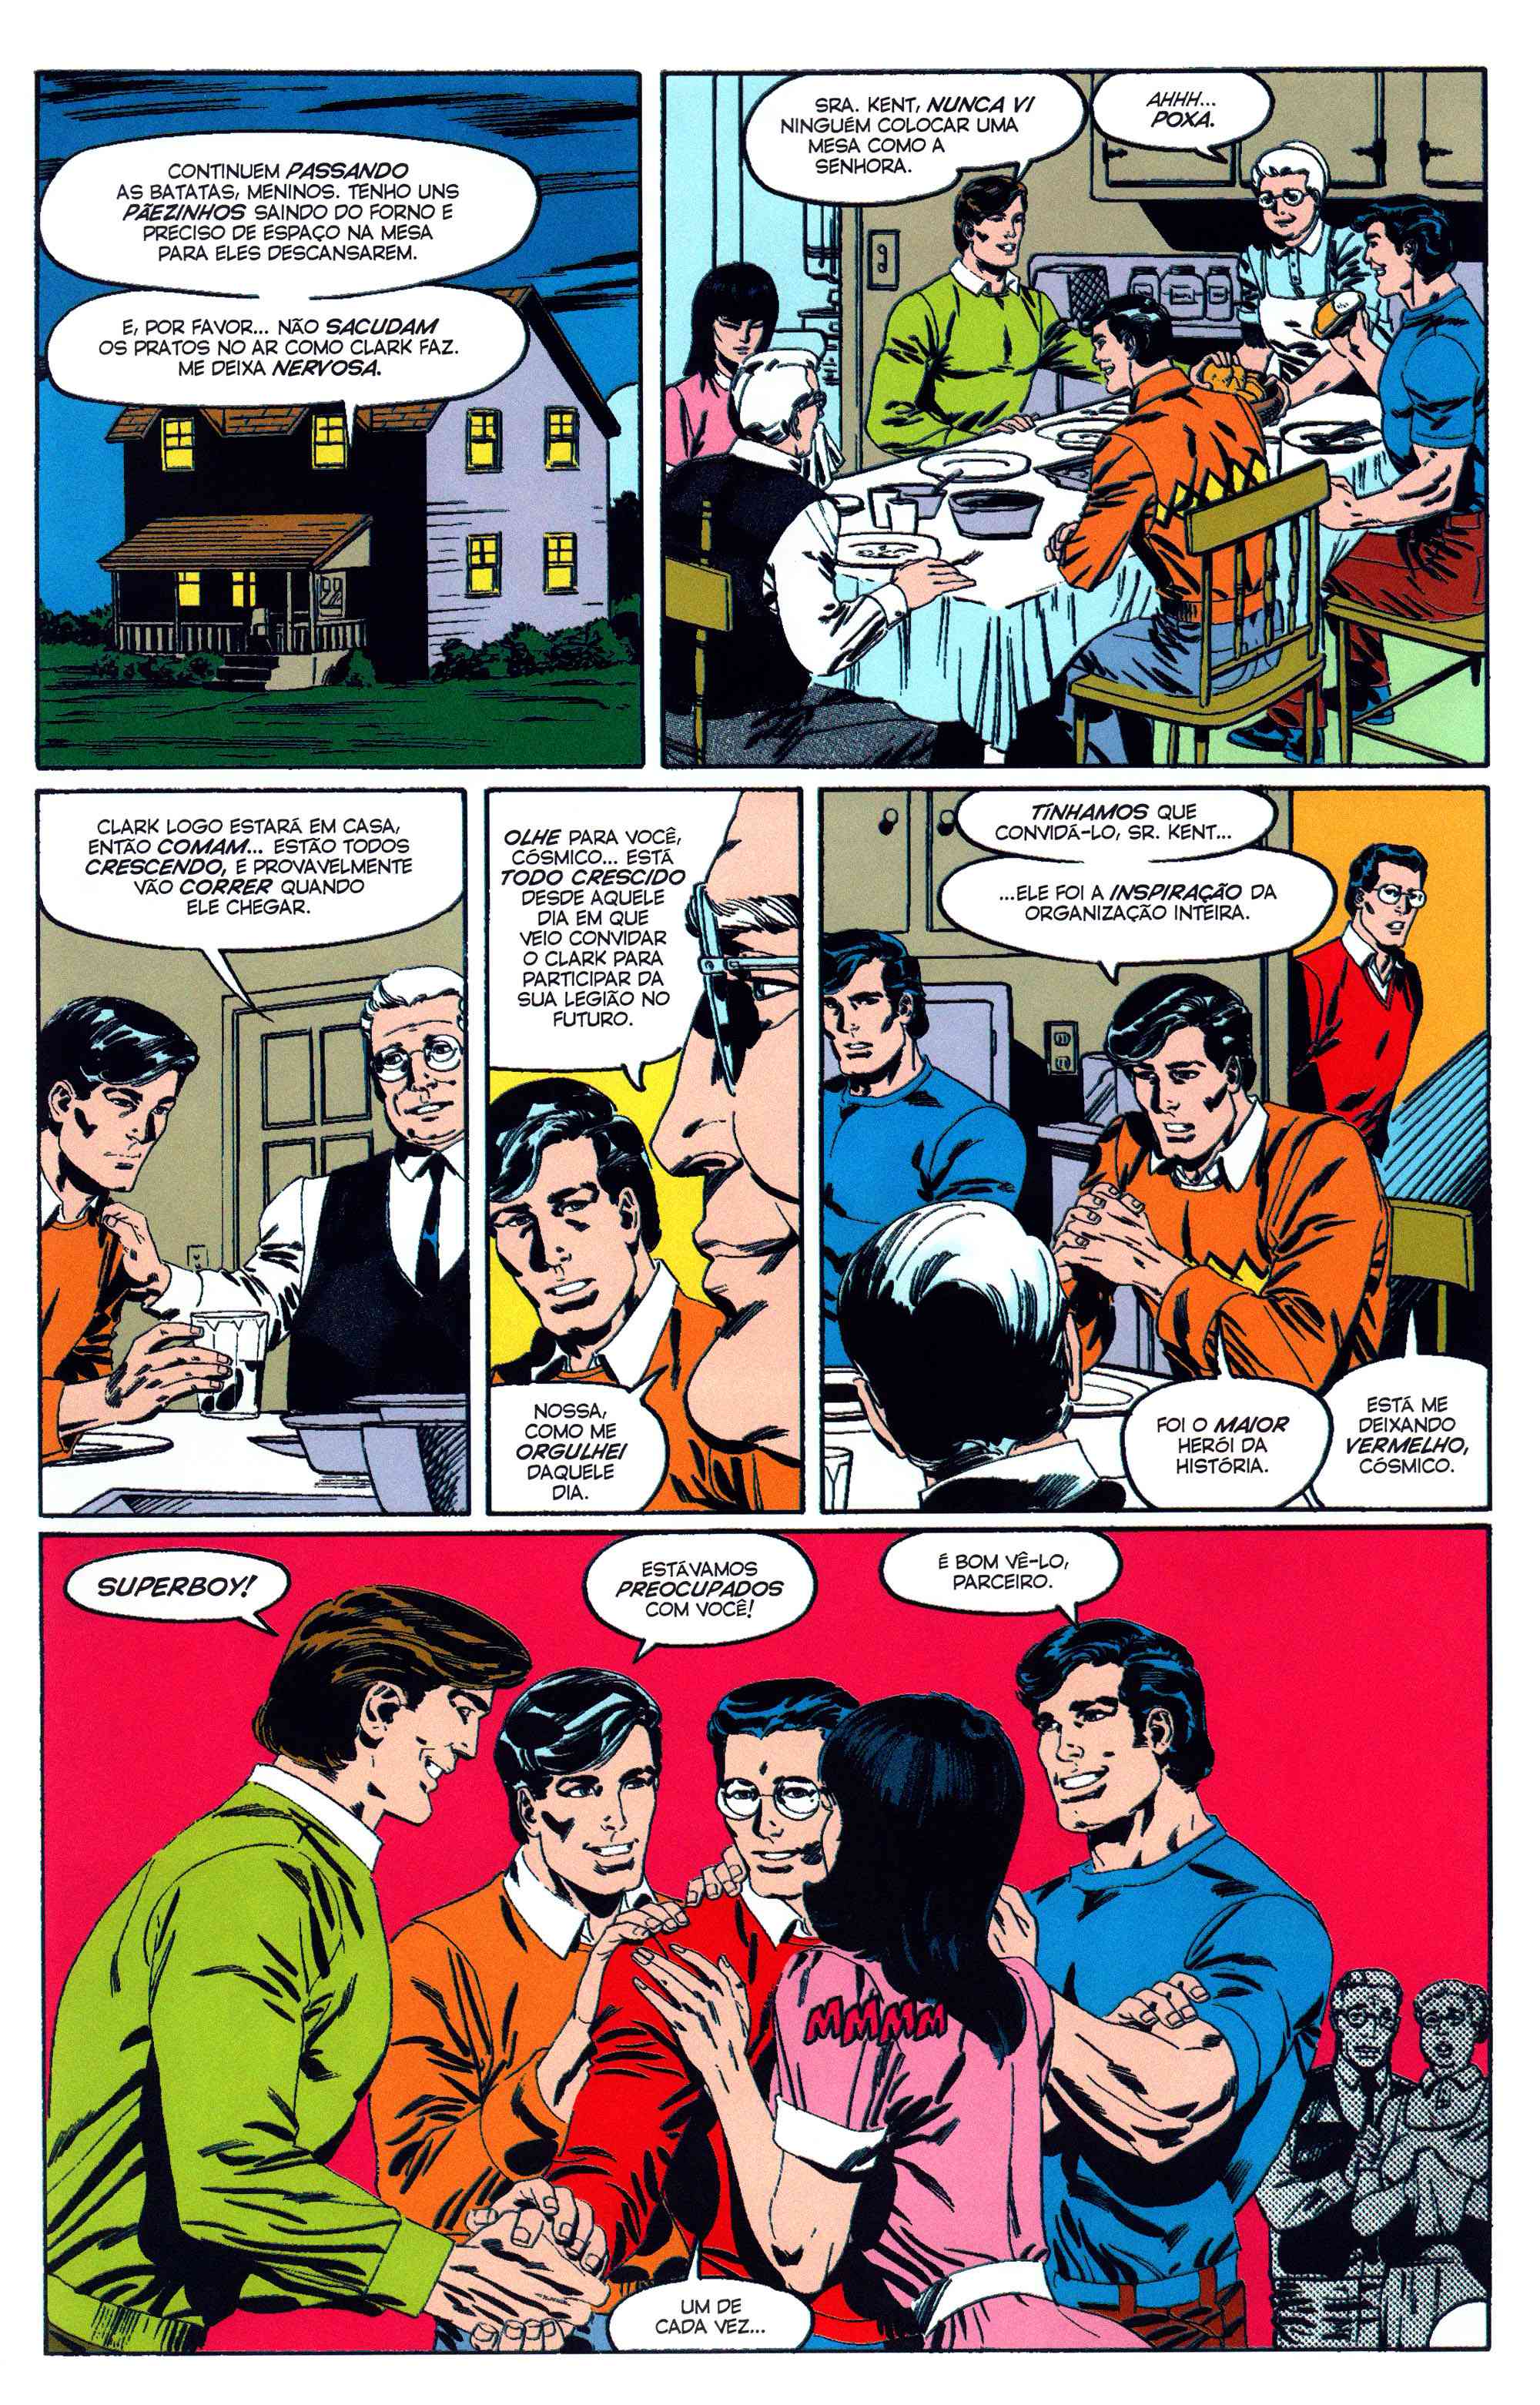 CONTINUEM PASSANDO
AS BATATAS, MENINOS. TENHO UNS
PÃEZINHOS SAINDO DO FORNO E
PRECISO DE ESPAÇO NA MESA
PARA ELES DESCANSAREM.
E, POR FAVOR... NÃO SACUDAM
OS PRATOS NO AR COMO CLARK FAZ.
ME DEIXA NERVOSA.
SRA. KENT, NUNCA VI
NINGUÉM COLOCAR UMA
MESA COMO A
SENHORA.
AHHH...
POXA.
CLARK LOGO ESTARÁ EM CASA,
ENTÃO COMAM... ESTÃO TODOS
CRESCENDO, E PROVAVELMENTE
VÃO CORRER QUANDO
ELE CHEGAR.
OLHE PARA VOCÊ,
CÓSMICO... ESTÁ
TODO CRESCIDO
DESDE AQUELE
DIA EM QUE
VEIO CONVIDAR
O CLARK PARA
PARTICIPAR DA
SUA LEGIÃO NO
FUTURO.
NOSSA,
COMO ME
ORGULHEI
DAQUELE
DIA.
TÍNHAMOS QUE
CONVIDÁ-LO, SR. KENT...
...ELE FOI A INSPIRAÇÃO DA
ORGANIZAÇÃO INTEIRA.
FOI O MAIOR
HERÓI DA
HISTÓRIA.
ESTÁ ME
DEIXANDO
VERMELHO,
CÓSMICO.
SUPERBOY!
ESTÁVAMOS
PREOCUPADOS
COM VOCÊ!
É BOM VÊ-LO,
PARCEIRO.
MMMM
UM DE
CADA VEZ...